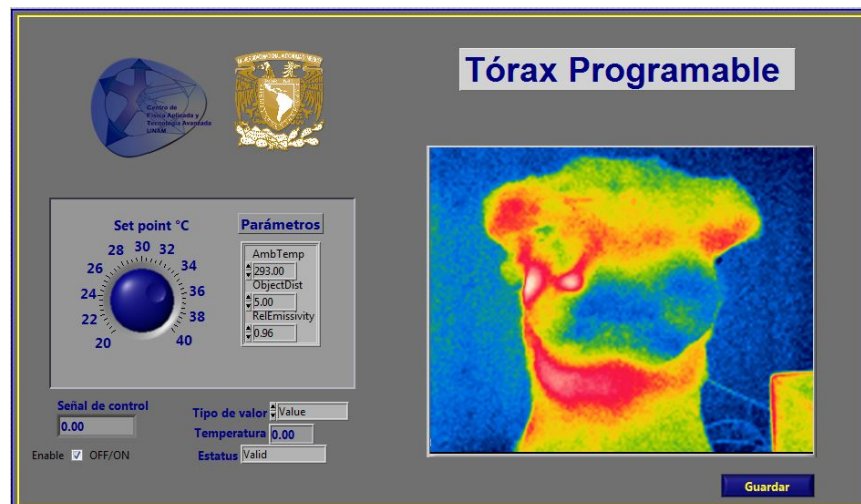 Tórax Programable
Centro de
Física Aplicada y
Tecnología Avanzada
UNAM
Set point °C
20
22
24
26
28
30
32
34
36
38
40
Parámetros
AmbTemp
293.00
ObjectDist
5.00
RelEmissivity
0.96
Señal de control
0.00
Enable OFF/ON
Tipo de valor Value
Temperatura 0.00
Estatus Valid
Guardar